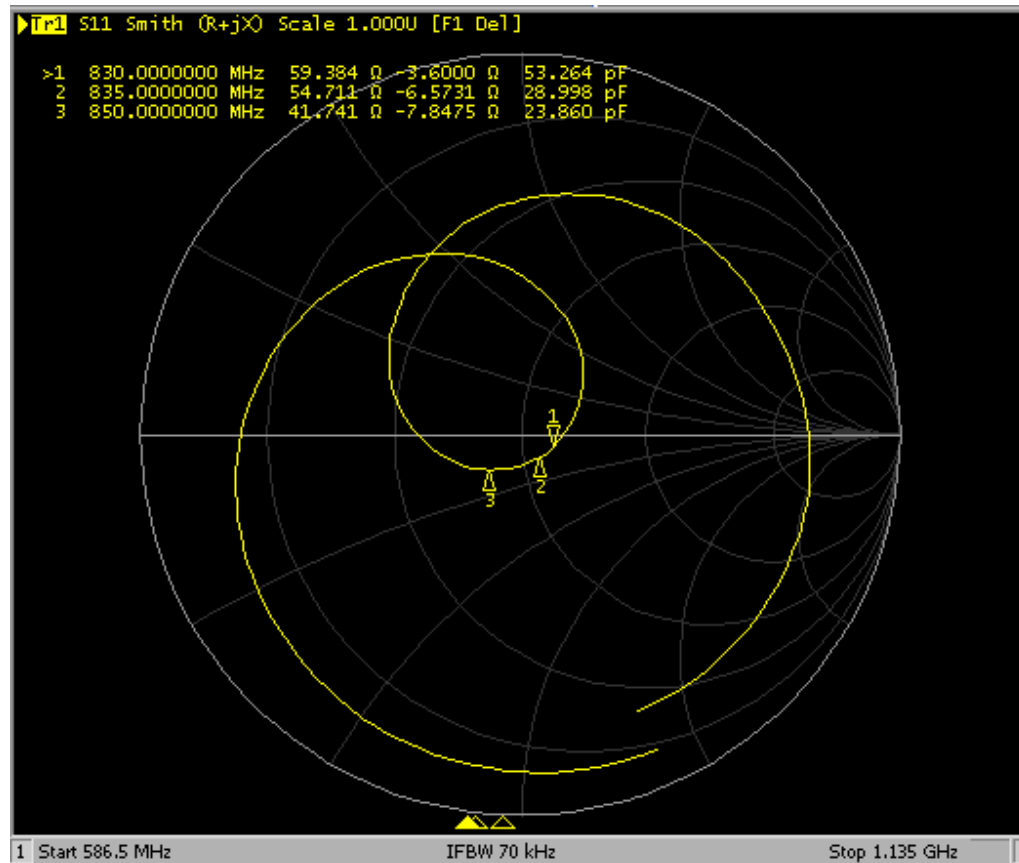 Tr1 S11 Smith (R+jX) Scale 1.000U [F1 Del]
>1 830.0000000 MHz 59.384 Ω -3.6000 Ω 53.264 pF
2 835.0000000 MHz 54.711 Ω -6.5731 Ω 28.998 pF
3 850.0000000 MHz 41.741 Ω -7.8475 Ω 23.860 pF
1
2
3
1 Start 586.5 MHz IFBW 70 kHz Stop 1.135 GHz